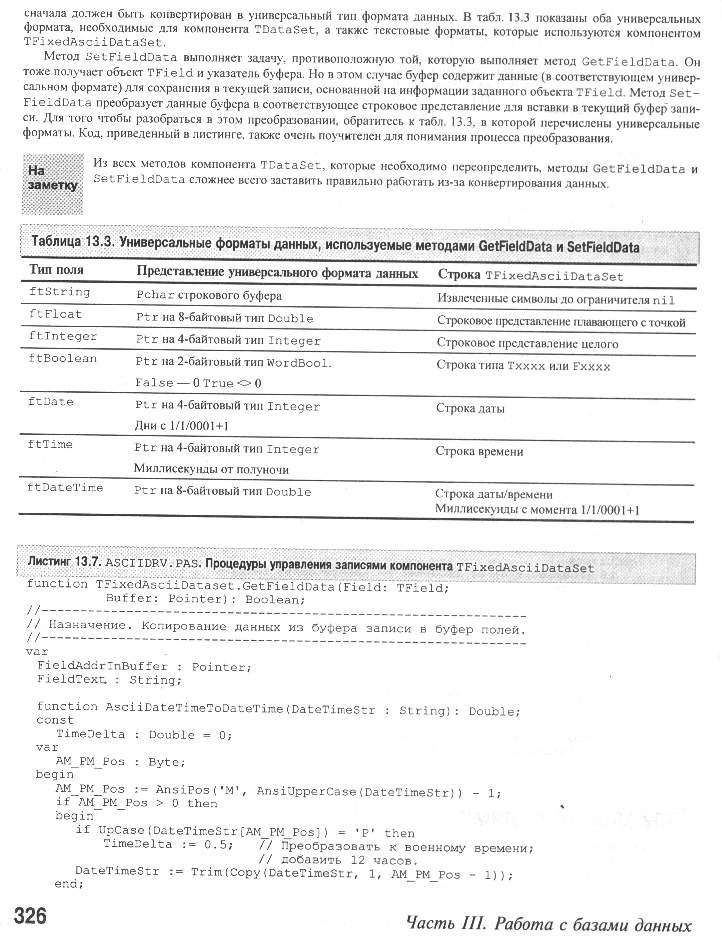 сначала должен быть конвертирован в универсальный тип формата данных. В табл. 13.3 показаны оба универсальных
формата, необходимые для компонента TDataSet, а также текстовые форматы, которые используются компонентом
TFixedAsciiDataSet.
Метод SetFieldData выполняет задачу, противоположную той, которую выполняет метод GetFieldData. Он
тоже получает объект TField и указатель буфера. Но в этом случае буфер содержит данные (в соответствующем универ-
сальном формате) для сохранения в текущей записи, основанной на информации заданного объекта TField. Метод Set-
FieldData преобразует данные буфера в соответствующее строковое представление для вставки в текущий буфер запи-
си. Для того чтобы разобраться в этом преобразовании, обратитесь к табл. 13.3, в которой перечислены универсальные
форматы. Код, приведенный в листинге, также очень поучителен для понимания процесса преобразования.
На
заметку
Из всех методов компонента TDataSet, которые необходимо переопределить, методы GetFieldData и
SetFieldData сложнее всего заставить правильно работать из-за конвертирования данных.
Таблица 13.3. Универсальные форматы данных, используемые методами GetFieldData и SetFieldData
Тип поля Представление универсального формата данных Строка TFixedAsciiDataSet
ftString Pchar строкового буфера Извлеченные символы до ограничителя nil
ftFloat Ptr на 8-байтовый тип Double Строковое представление плавающего с точкой
ftInteger Ptr на 4-байтовый тип Integer Строковое представление целого
ftBoolean Ptr на 2-байтовый тип WordBool. Строка типа Txxxx или Fxxxx
False — 0 True <> 0
ftDate Ptr на 4-байтовый тип Integer Строка даты
Дни с 1/1/0001+1
ftTime Ptr на 4-байтовый тип Integer Строка времени
Миллисекунды от полуночи
ftDateTime Ptr на 8-байтовый тип Double Строка даты/времени
Миллисекунды с момента 1/1/0001+1
Листинг 13.7. ASCIIDRV.PAS. Процедуры управления записями компонента TFixedAsciiDataSet
function TFixedAsciiDataset.GetFieldData(Field: TField;
Buffer: Pointer): Boolean;
//-----------------------------------------------------
// Назначение. Копирование данных из буфера записи в буфер полей.
//-----------------------------------------------------
var
FieldAddrInBuffer : Pointer;
FieldText : String;
function AsciiDateTimeToDateTime(DateTimeStr : String): Double;
const
TimeDelta : Double = 0;
var
AM_PM_Pos : Byte;
begin
AM_PM_Pos := AnsiPos('M', AnsiUpperCase(DateTimeStr)) - 1;
if AM_PM_Pos > 0 then
begin
if UpCase(DateTimeStr[AM_PM_Pos]) = 'P' then
TimeDelta := 0.5; // Преобразовать к военному времени;
// добавить 12 часов.
DateTimeStr := Trim(Copy(DateTimeStr, 1, AM_PM_Pos - 1));
end;
326
Часть III. Работа с базами данных